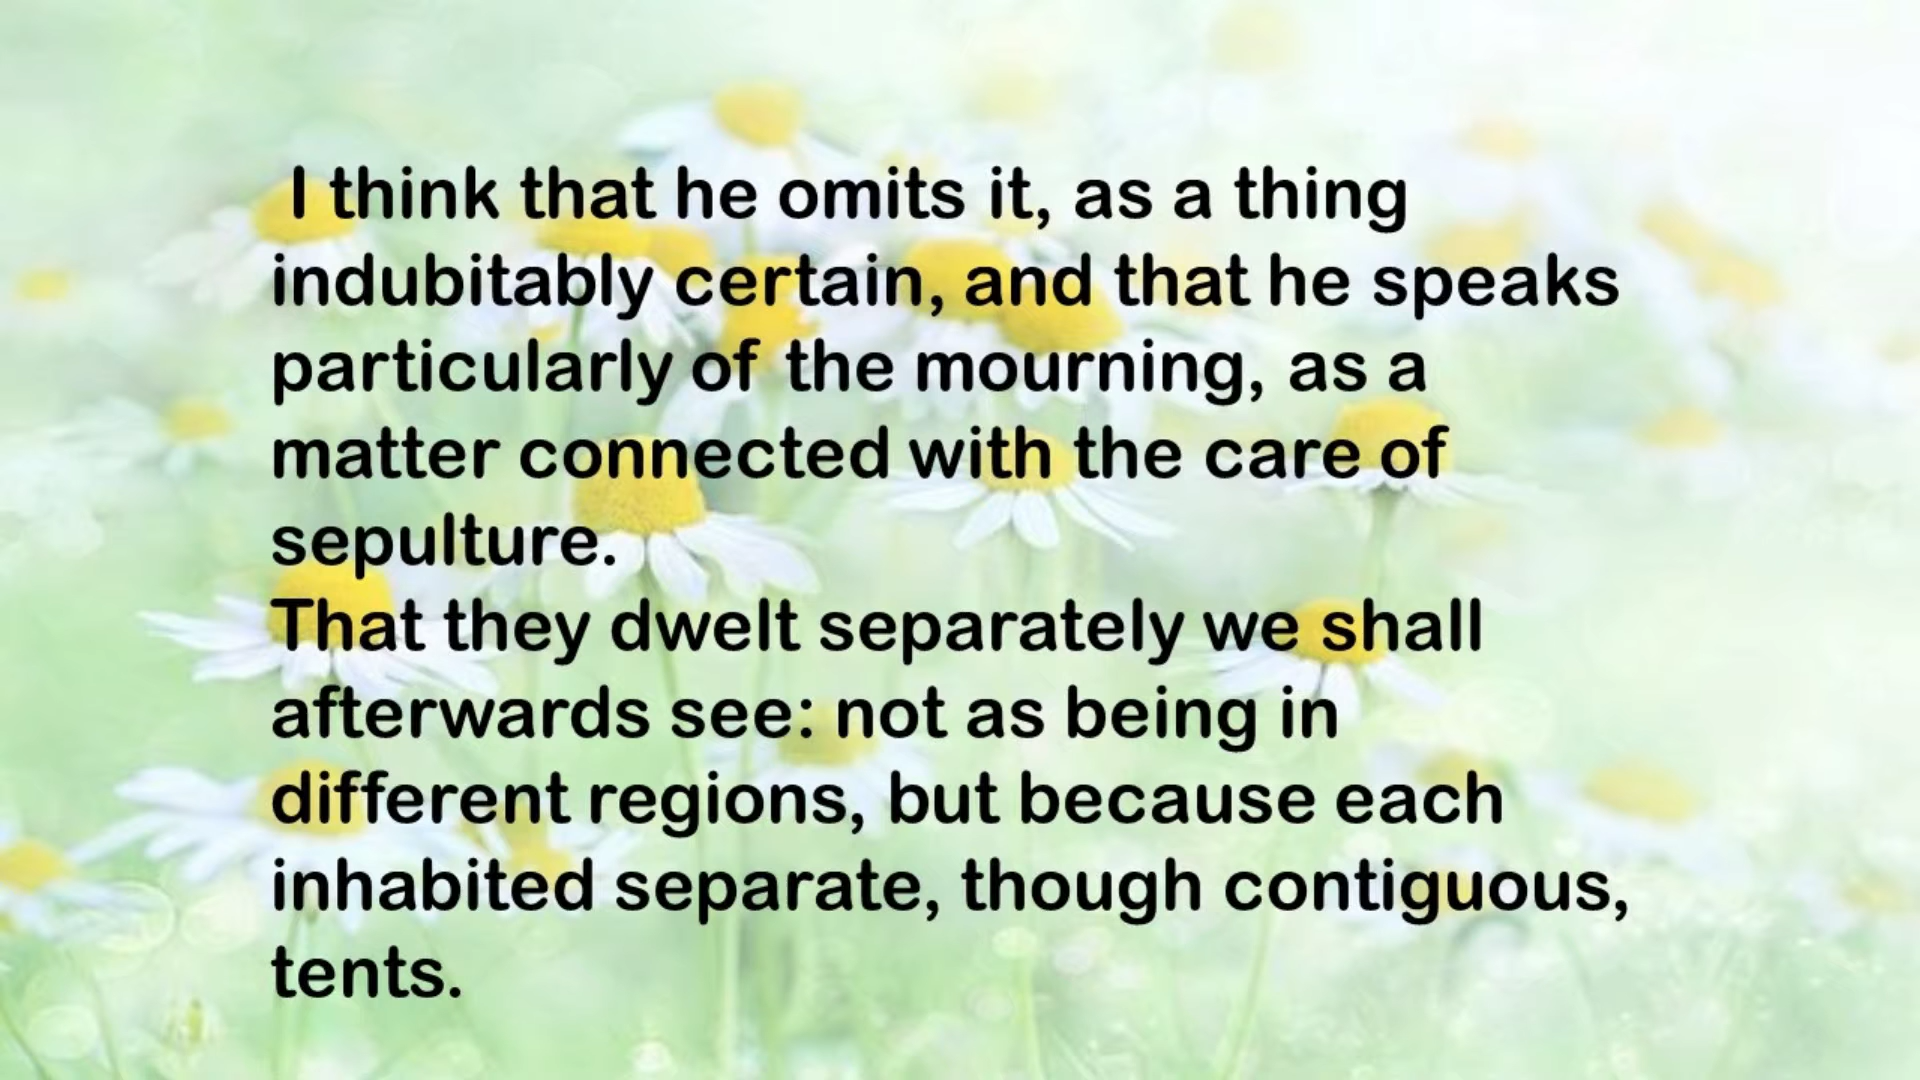 I think that he omits it, as a thing
indubitably certain, and that he speaks
particularly of the mourning, as a
matter connected with the care of
sepulture.
That they dwelt separately we shall
afterwards see: not as being in
different regions, but because each
inhabited separate, though contiguous,
tents.